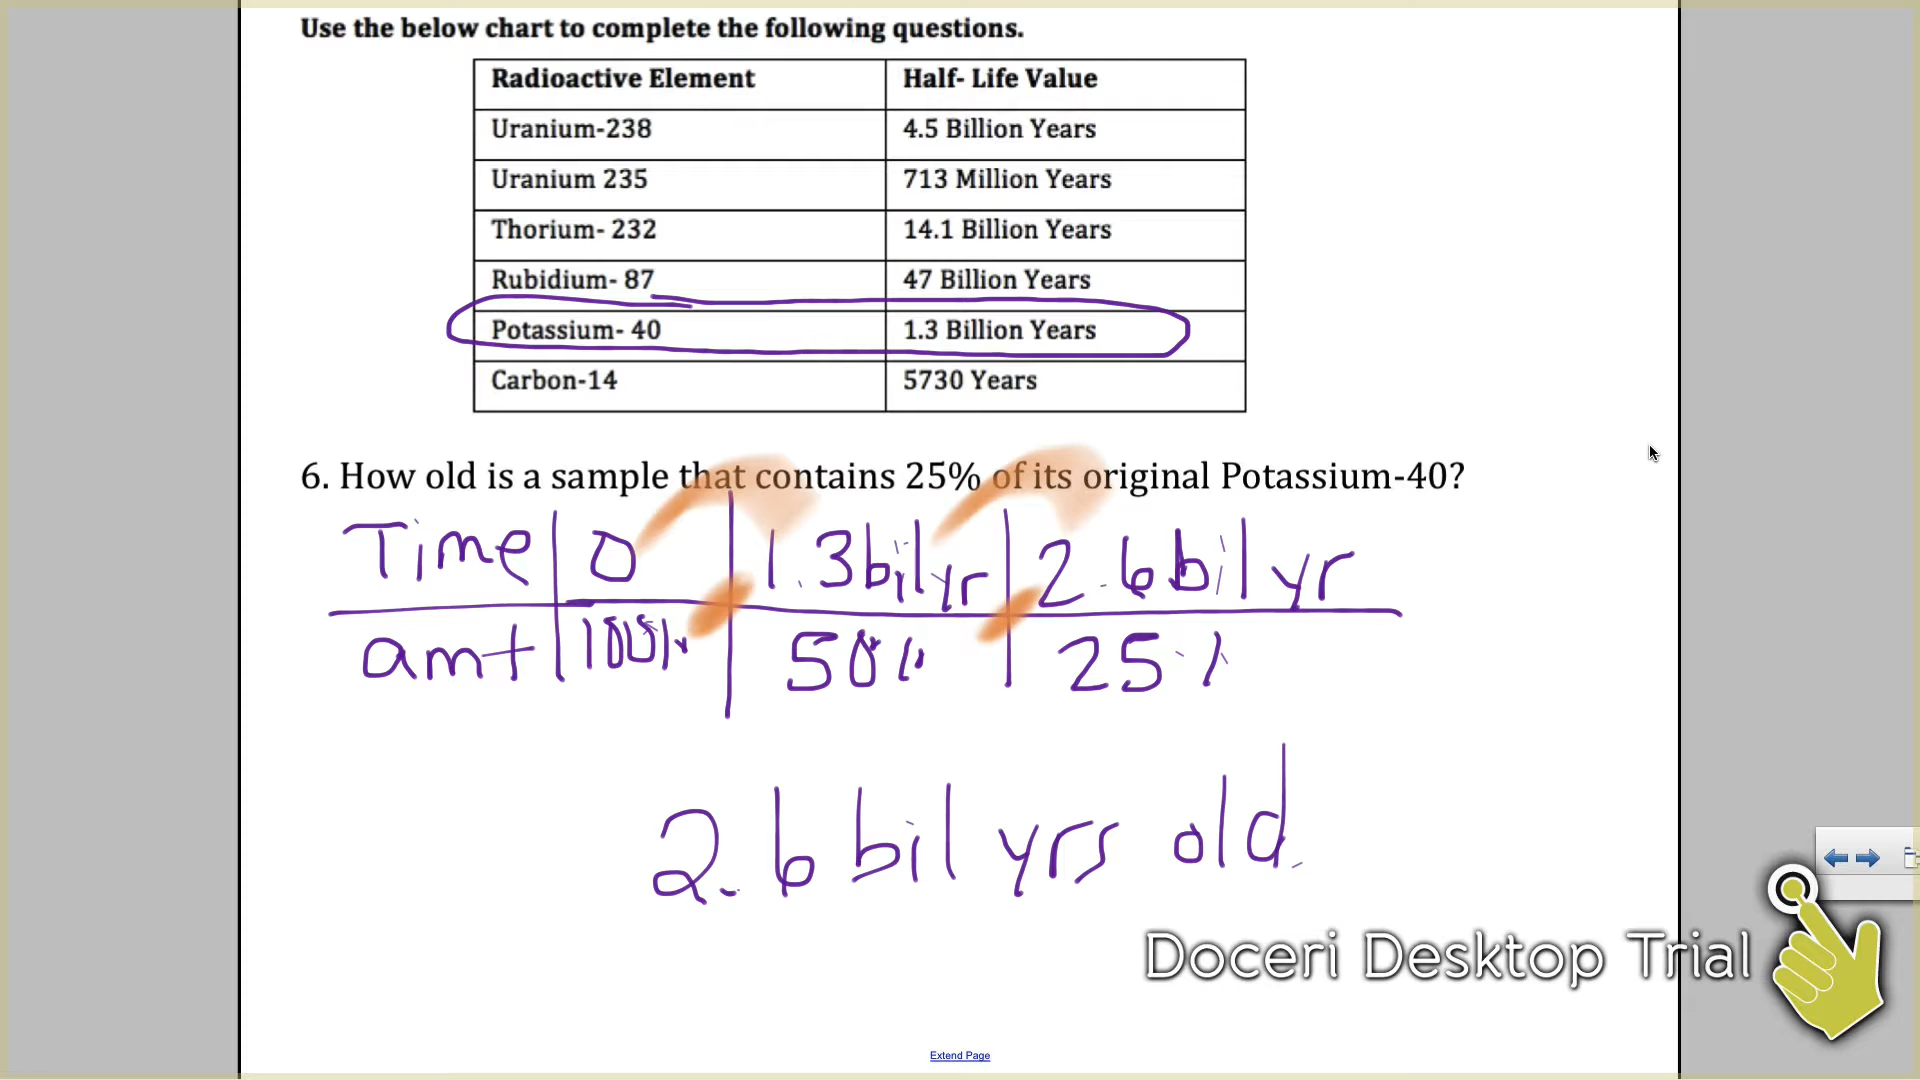 Use the below chart to complete the following questions.
Radioactive Element Half- Life Value
Uranium-238 4.5 Billion Years
Uranium 235 713 Million Years
Thorium- 232 14.1 Billion Years
Rubidium- 87 47 Billion Years
Potassium- 40 1.3 Billion Years
Carbon-14 5730 Years
6. How old is a sample that contains 25% of its original Potassium-40?
Time 0 1.3bil yr 2.6bil yr
amt 100% 50% 25%
2.6 bil yrs old.
Doceri Desktop Trial
Extend Page